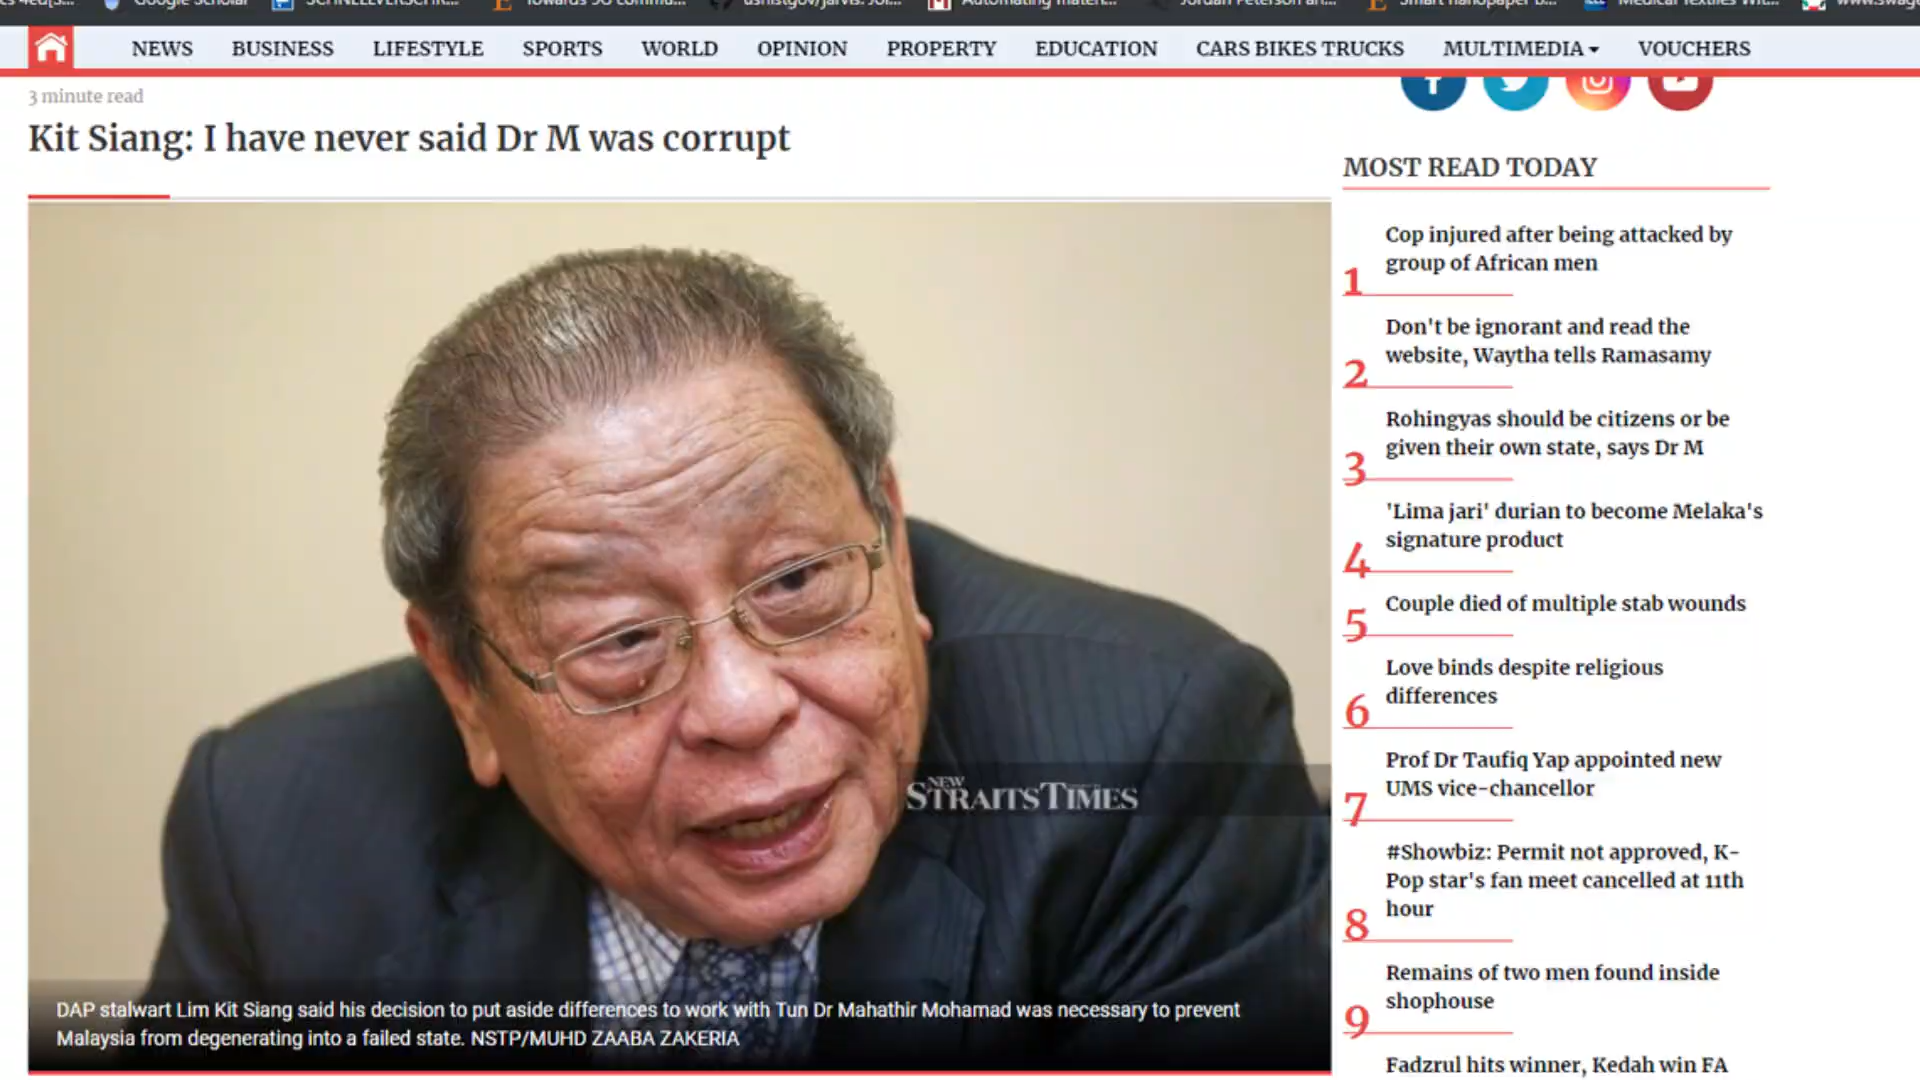 Google Scholar
NEWS BUSINESS LIFESTYLE SPORTS WORLD OPINION PROPERTY EDUCATION CARS BIKES TRUCKS MULTIMEDIA VOUCHERS
3 minute read
Kit Siang: I have never said Dr M was corrupt
NEW
STRAITS TIMES
DAP stalwart Lim Kit Siang said his decision to put aside differences to work with Tun Dr Mahathir Mohamad was necessary to prevent
Malaysia from degenerating into a failed state. NSTP/MUHD ZAABA ZAKERIA
MOST READ TODAY
1
Cop injured after being attacked by
group of African men
2
Don't be ignorant and read the
website, Waytha tells Ramasamy
3
Rohingyas should be citizens or be
given their own state, says Dr M
4
'Lima jari' durian to become Melaka's
signature product
5
Couple died of multiple stab wounds
6
Love binds despite religious
differences
7
Prof Dr Taufiq Yap appointed new
UMS vice-chancellor
8
#Showbiz: Permit not approved, K-
Pop star's fan meet cancelled at 11th
hour
9
Remains of two men found inside
shophouse
Fadzrul hits winner, Kedah win FA